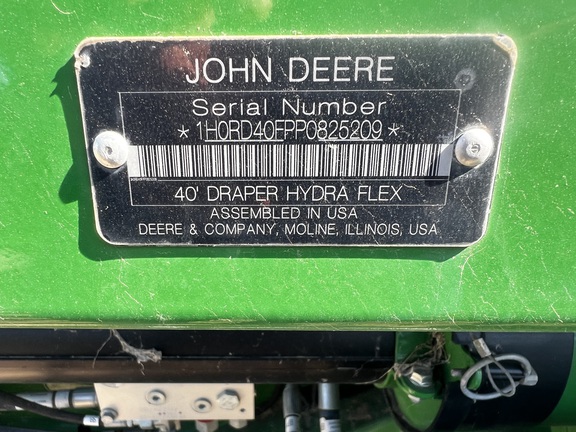 JOHN DEERE
Serial Number
*1H0RD40FPP0825209*
40' DRAPER HYDRA FLEX
ASSEMBLED IN USA
DEERE & COMPANY, MOLINE, ILLINOIS, USA